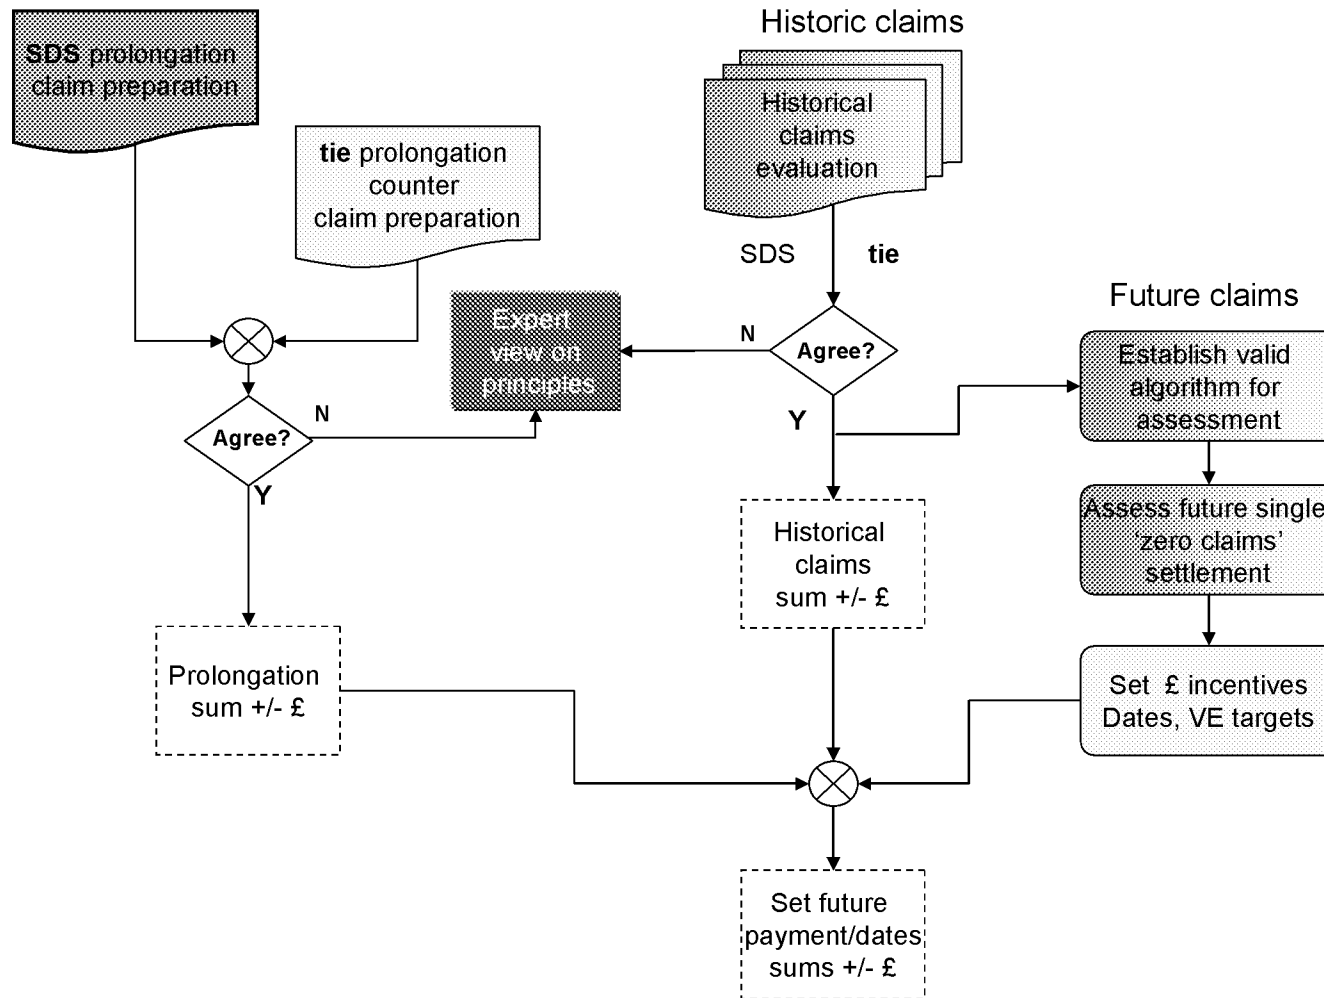 Historic claims
SDS prolongation
claim preparation
tie prolongation
counter
claim preparation
Historical
claims
evaluation
SDS
tie
Future claims
Expert
view on
principles
N
Agree?
Y
Establish valid
algorithm for
assessment
Agree?
N
Y
Assess future single
‘zero claims’
settlement
Historical
claims
sum +/- £
Prolongation
sum +/- £
Set £ incentives
Dates, VE targets
Set future
payment/dates
sums +/- £